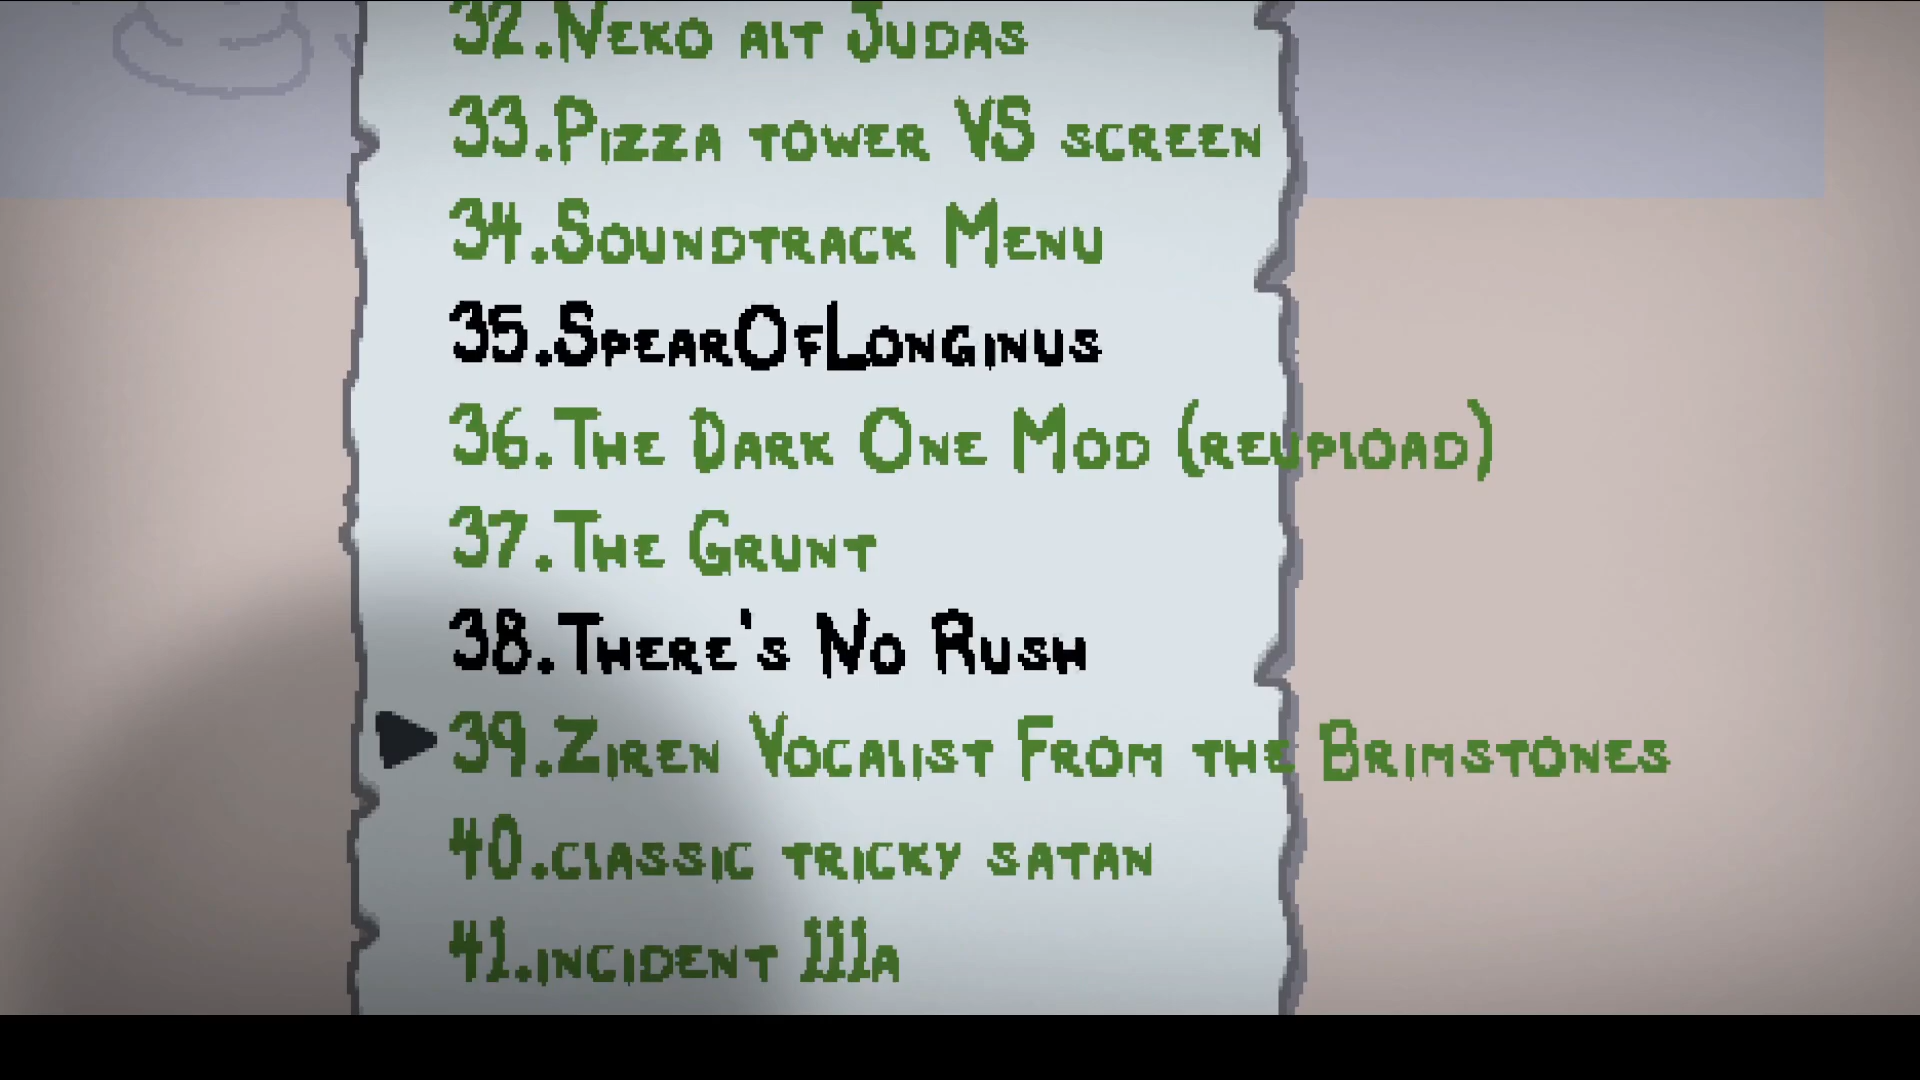 32.Neko alt Judas
33.Pizza tower VS screen
34.Soundtrack Menu
35.SpearOfLonginus
36.The Dark One Mod (reupload)
37.The Grunt
38.There's No Rush
39.Ziren Vocalist From the Brimstones
40.classic tricky satan
41.incident 111a